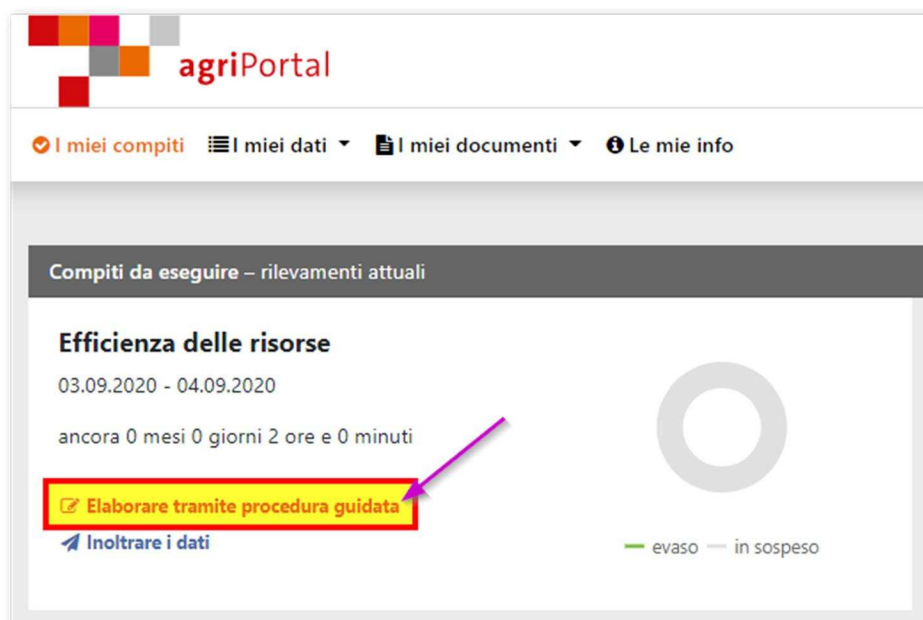 agriPortal
I miei compiti I miei dati I miei documenti Le mie info
Compiti da eseguire – rilevamenti attuali
Efficienza delle risorse
03.09.2020 - 04.09.2020
ancora 0 mesi 0 giorni 2 ore e 0 minuti
Elaborare tramite procedura guidata
Inoltrare i dati
evaso in sospeso